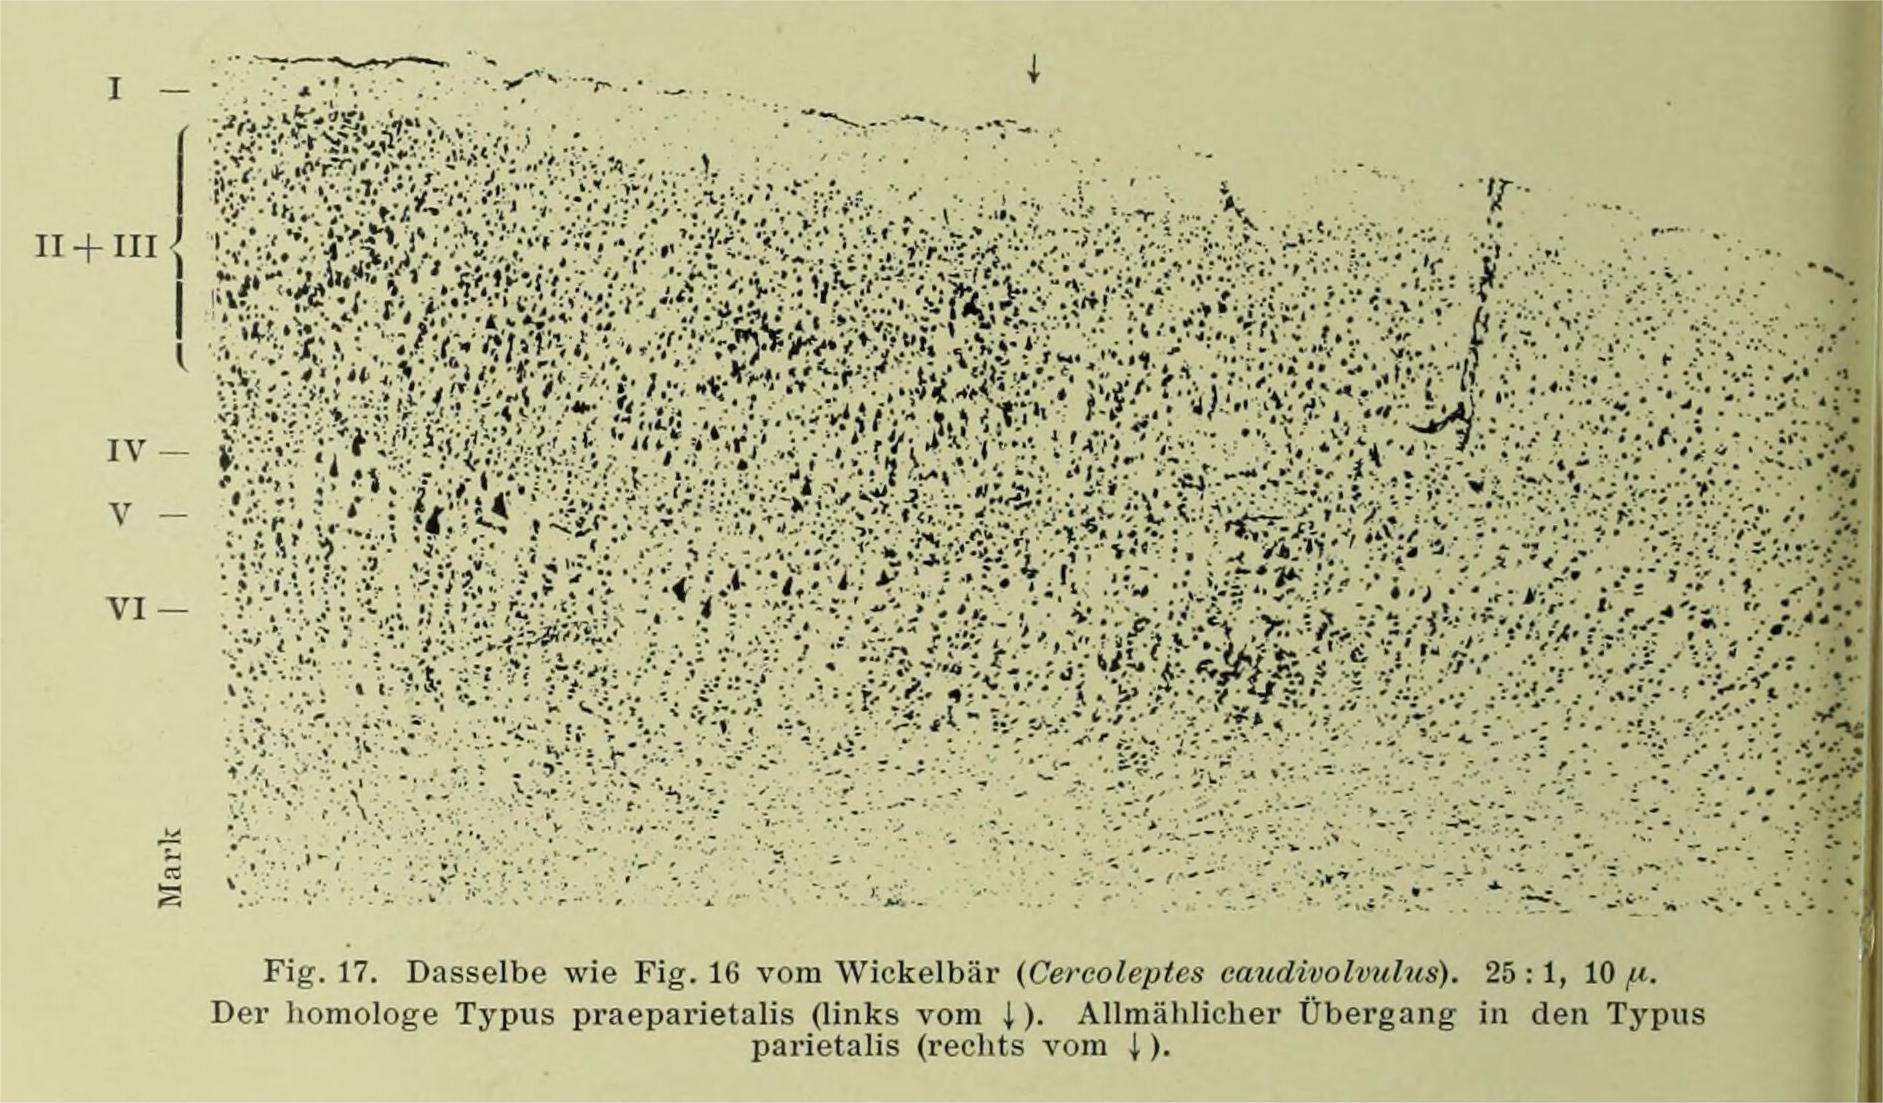 ↓
I —
II + III
IV —
V —
VI —
Mark
Fig. 17. Dasselbe wie Fig. 16 vom Wickelbär (Cercoleptes caudivolvulus). 25 : 1, 10 μ.
Der homologe Typus praeparietalis (links vom ↓). Allmählicher Übergang in den Typus
parietalis (rechts vom ↓).